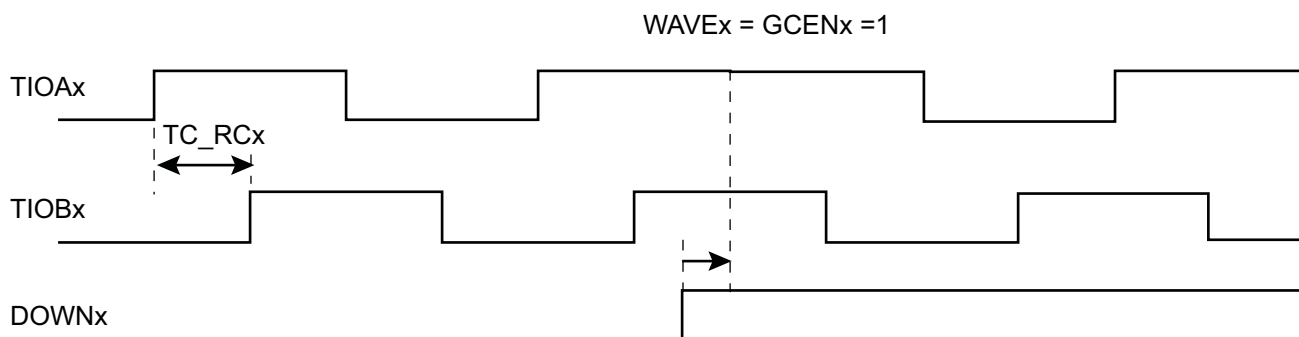 WAVEx = GCENx =1
TIOAx
TC_RCx
TIOBx
DOWNx